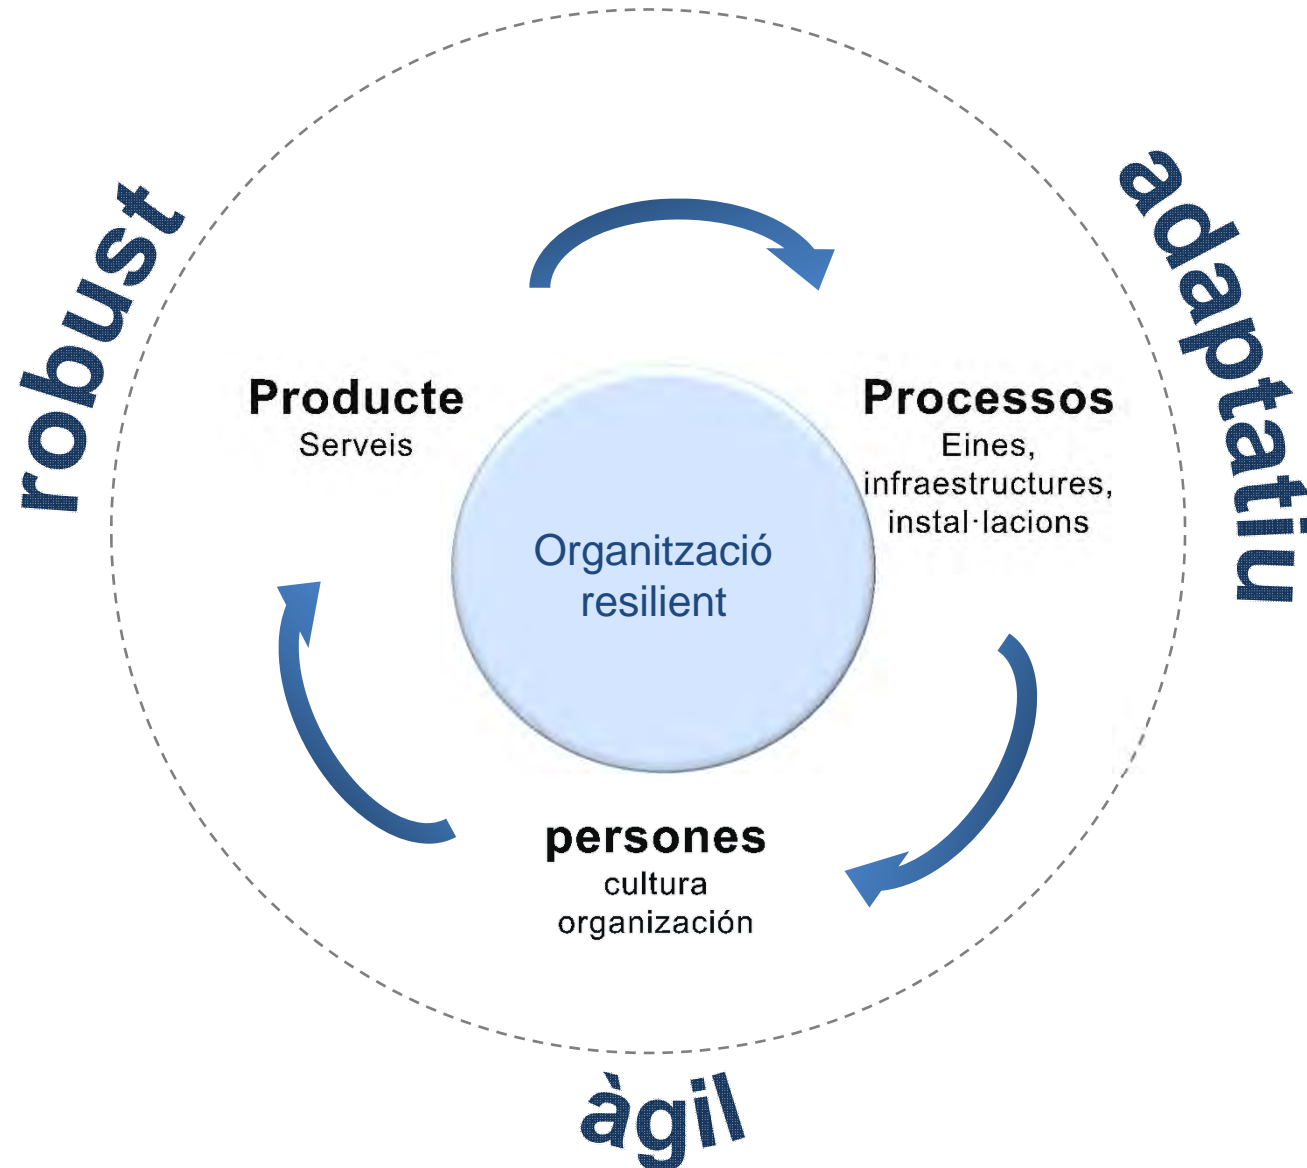 robust
adaptatiu
Producte
Serveis
Processos
Eines,
infraestructures,
instal·lacions
Organització
resilient
persones
cultura
organización
àgil